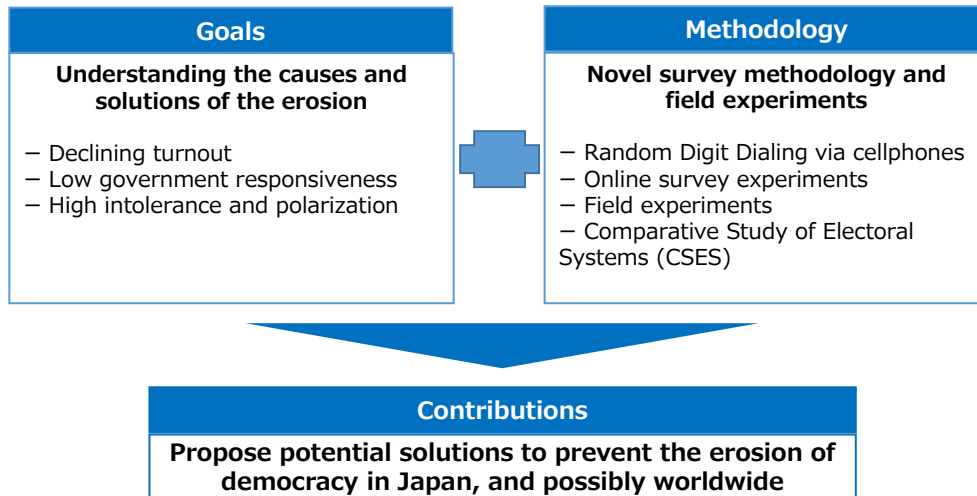 Goals
Understanding the causes and
solutions of the erosion
− Declining turnout
− Low government responsiveness
− High intolerance and polarization
Methodology
Novel survey methodology and
field experiments
− Random Digit Dialing via cellphones
− Online survey experiments
− Field experiments
− Comparative Study of Electoral
Systems (CSES)
Contributions
Propose potential solutions to prevent the erosion of
democracy in Japan, and possibly worldwide